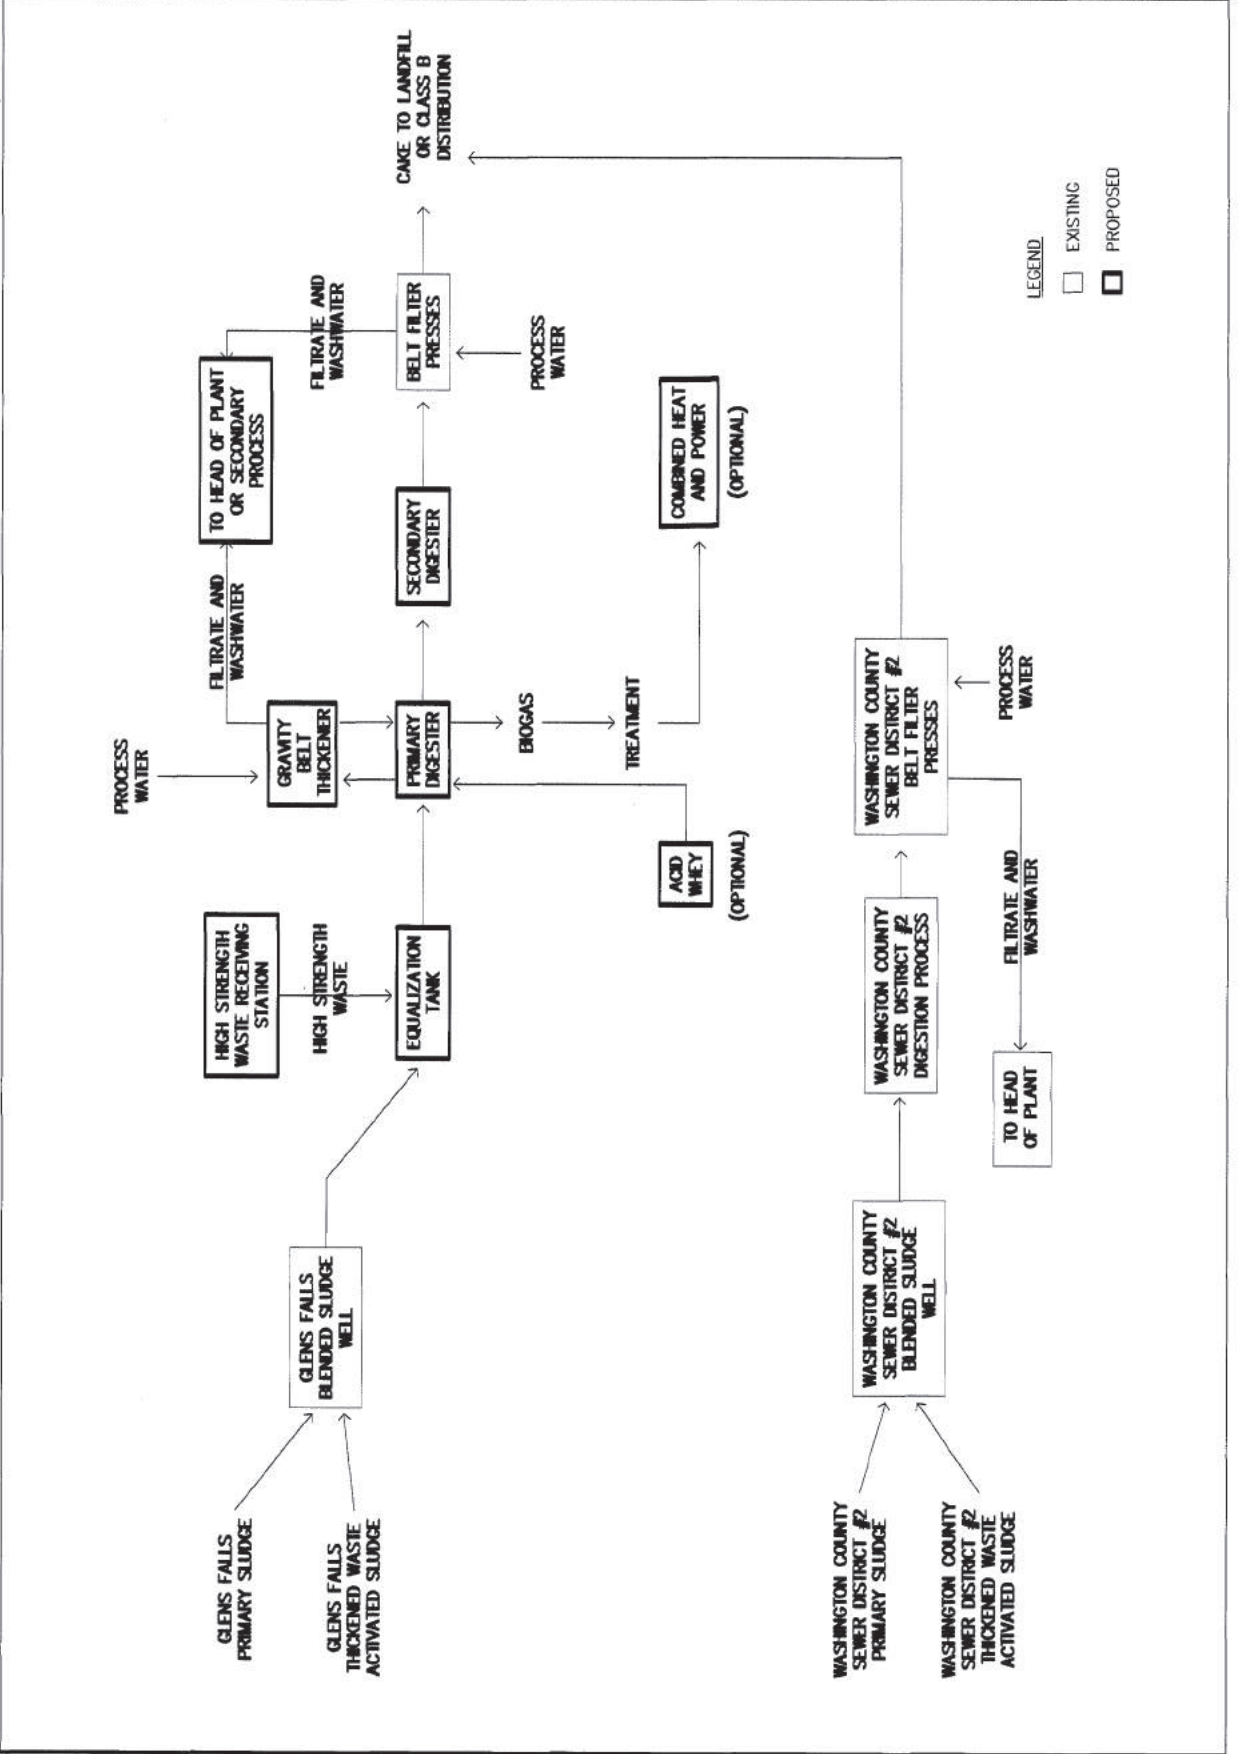 GLENS FALLS
PRIMARY SLUDGE
GLENS FALLS
THICKENED WASTE
ACTIVATED SLUDGE
GLENS FALLS
BLENDED SLUDGE
WELL
HIGH STRENGTH
WASTE RECEIVING
STATION
HIGH STRENGTH
WASTE
EQUALIZATION
TANK
PROCESS
WATER
GRAVITY
BELT
THICKENER
PRIMARY
DIGESTER
FILTRATE AND
WASHWATER
TO HEAD OF PLANT
OR SECONDARY
PROCESS
SECONDARY
DIGESTER
FILTRATE AND
WASHWATER
BELT FILTER
PRESSES
PROCESS
WATER
CAKE TO LANDFILL
OR CLASS B
DISTRIBUTION
BIOGAS
TREATMENT
COMBINED HEAT
AND POWER
(OPTIONAL)
ACID
WHEY
(OPTIONAL)
WASHINGTON COUNTY
SEWER DISTRICT #2
PRIMARY SLUDGE
WASHINGTON COUNTY
SEWER DISTRICT #2
THICKENED WASTE
ACTIVATED SLUDGE
WASHINGTON COUNTY
SEWER DISTRICT #2
BLENDED SLUDGE
WELL
WASHINGTON COUNTY
SEWER DISTRICT #2
DIGESTION PROCESS
WASHINGTON COUNTY
SEWER DISTRICT #2
BELT FILTER
PRESSES
PROCESS
WATER
FILTRATE AND
WASHWATER
TO HEAD
OF PLANT
LEGEND
EXISTING
PROPOSED